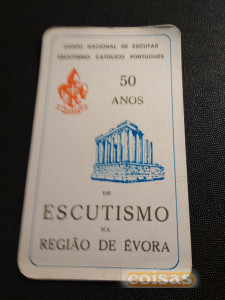 CORPO NACIONAL DE ESCUTAS
ESCUTISMO CATÓLICO PORTUGUÊS
50
ANOS
DE
ESCUTISMO
NA
REGIÃO DE ÉVORA
coisas